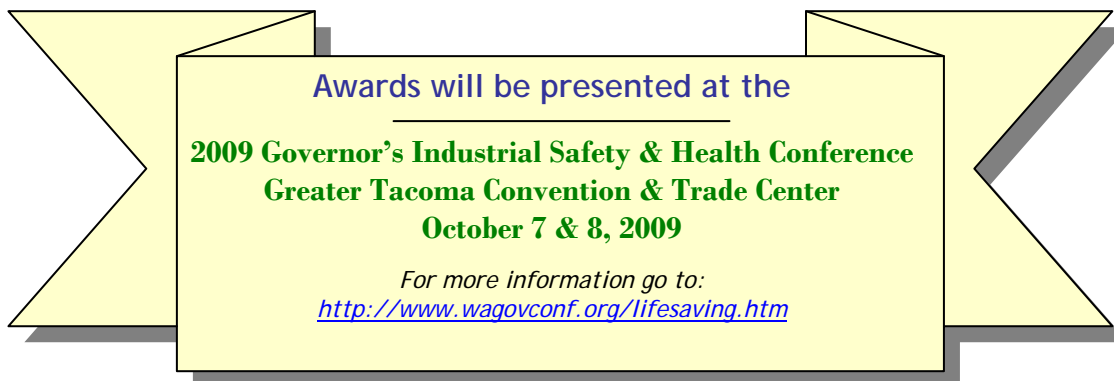 Awards will be presented at the
2009 Governor’s Industrial Safety & Health Conference
Greater Tacoma Convention & Trade Center
October 7 & 8, 2009
For more information go to:
http://www.wagovconf.org/lifesaving.htm